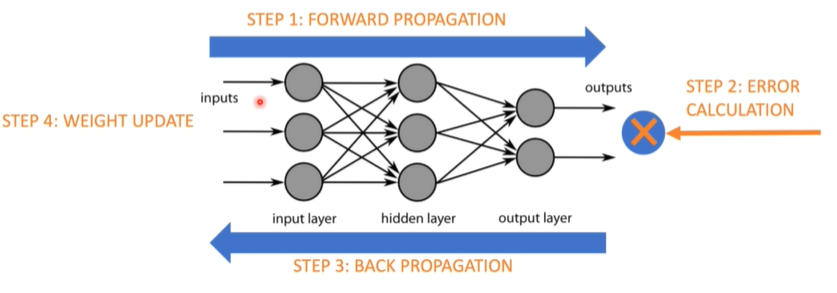 STEP 1: FORWARD PROPAGATION
inputs
outputs
STEP 2: ERROR
CALCULATION
STEP 4: WEIGHT UPDATE
input layer
hidden layer
output layer
STEP 3: BACK PROPAGATION